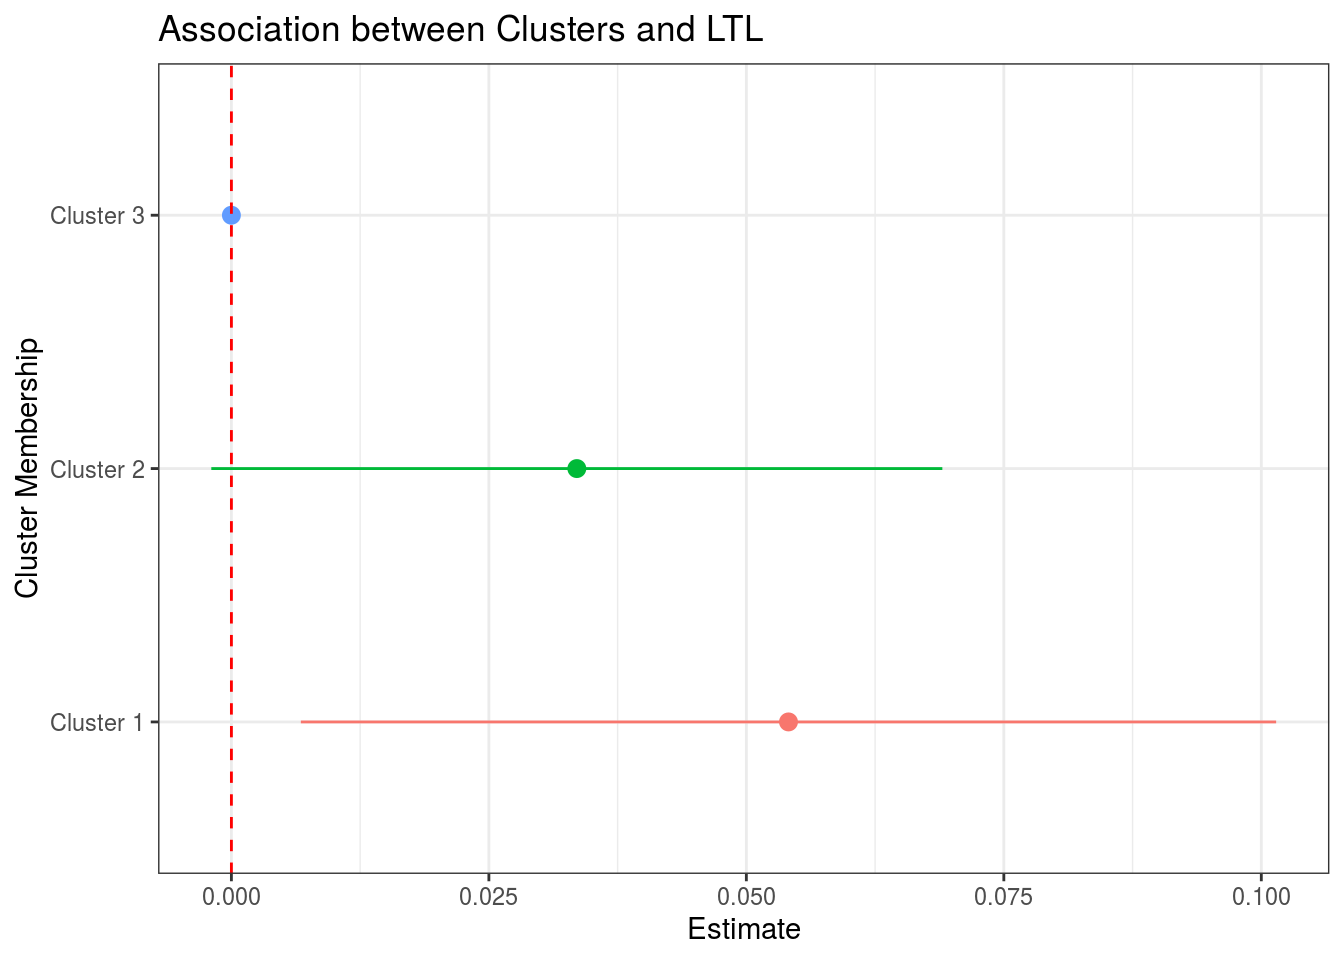 Association between Clusters and LTL
Cluster Membership
Cluster 3
Cluster 2
Cluster 1
0.000 0.025 0.050 0.075 0.100
Estimate